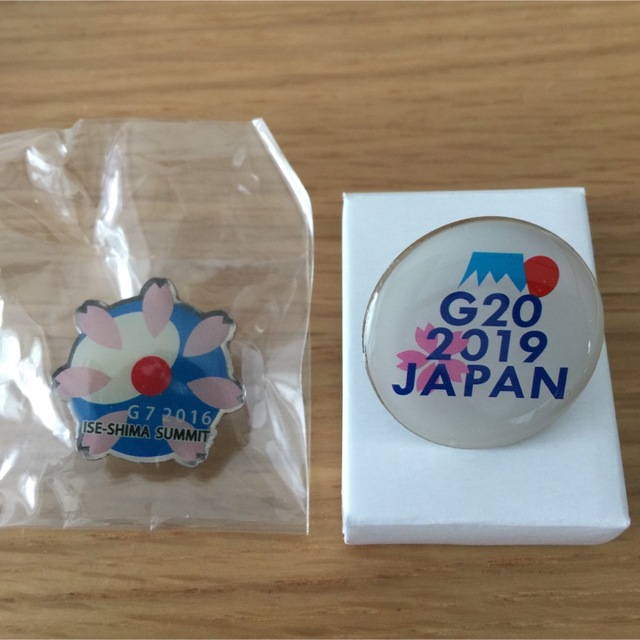 G7 2016
ISE-SHIMA SUMMIT
G20
2019
JAPAN